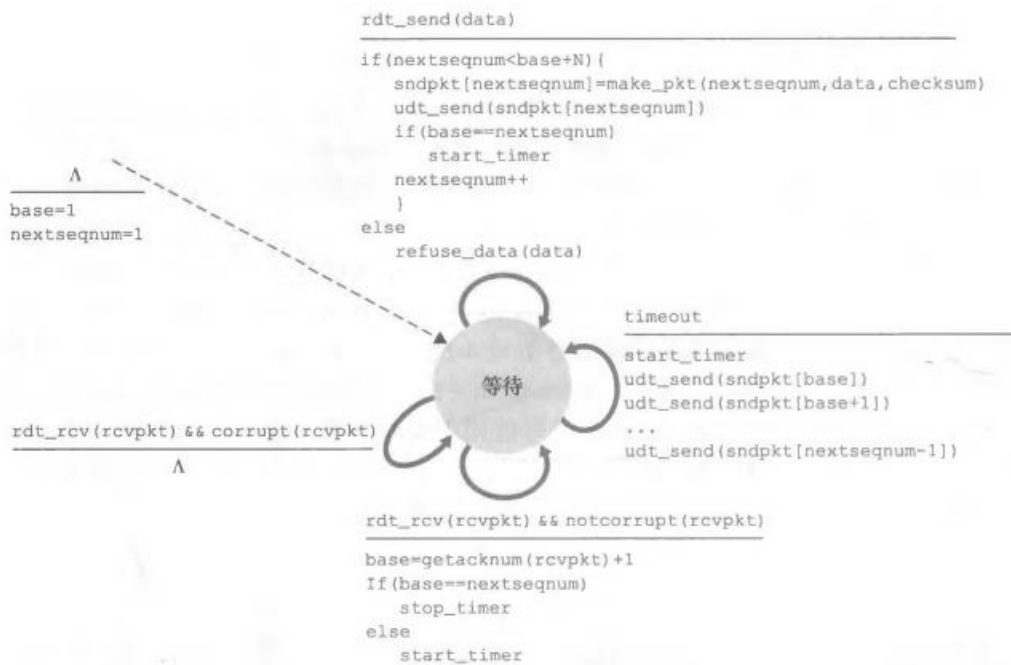 rdt_send(data)
if(nextseqnum<base+N){
sndpkt[nextseqnum]=make_pkt(nextseqnum,data,checksum)
udt_send(sndpkt[nextseqnum])
if(base==nextseqnum)
start_timer
nextseqnum++
}
else
refuse_data(data)
Λ
base=1
nextseqnum=1
等待
timeout
start_timer
udt_send(sndpkt[base])
udt_send(sndpkt[base+1])
...
udt_send(sndpkt[nextseqnum-1])
rdt_rcv(rcvpkt) && corrupt(rcvpkt)
Λ
rdt_rcv(rcvpkt) && notcorrupt(rcvpkt)
base=getacknum(rcvpkt)+1
If(base==nextseqnum)
stop_timer
else
start_timer